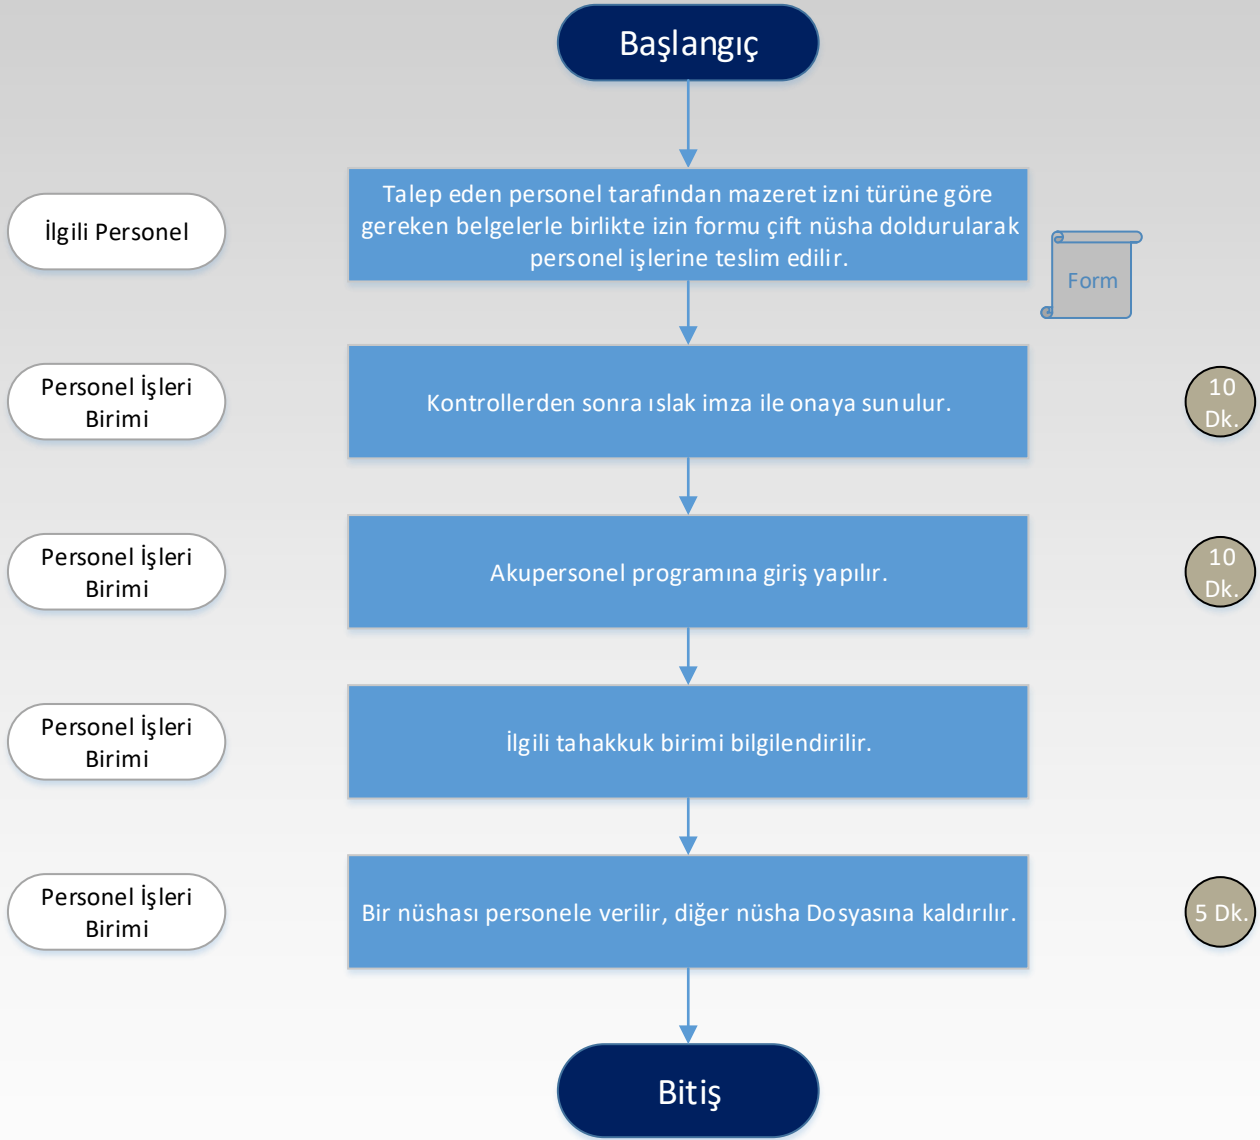 Başlangıç
İlgili Personel
Talep eden personel tarafından mazeret izni türüne göre
gereken belgelerle birlikte izin formu çift nüsha doldurularak
personel işlerine teslim edilir.
Form
Personel İşleri
Birimi
Kontrollerden sonra ıslak imza ile onaya sunulur.
10
Dk.
Personel İşleri
Birimi
Akupersonel programına giriş yapılır.
10
Dk.
Personel İşleri
Birimi
İlgili tahakkuk birimi bilgilendirilir.
Personel İşleri
Birimi
Bir nüshası personele verilir, diğer nüsha Dosyasına kaldırılır.
5 Dk.
Bitiş